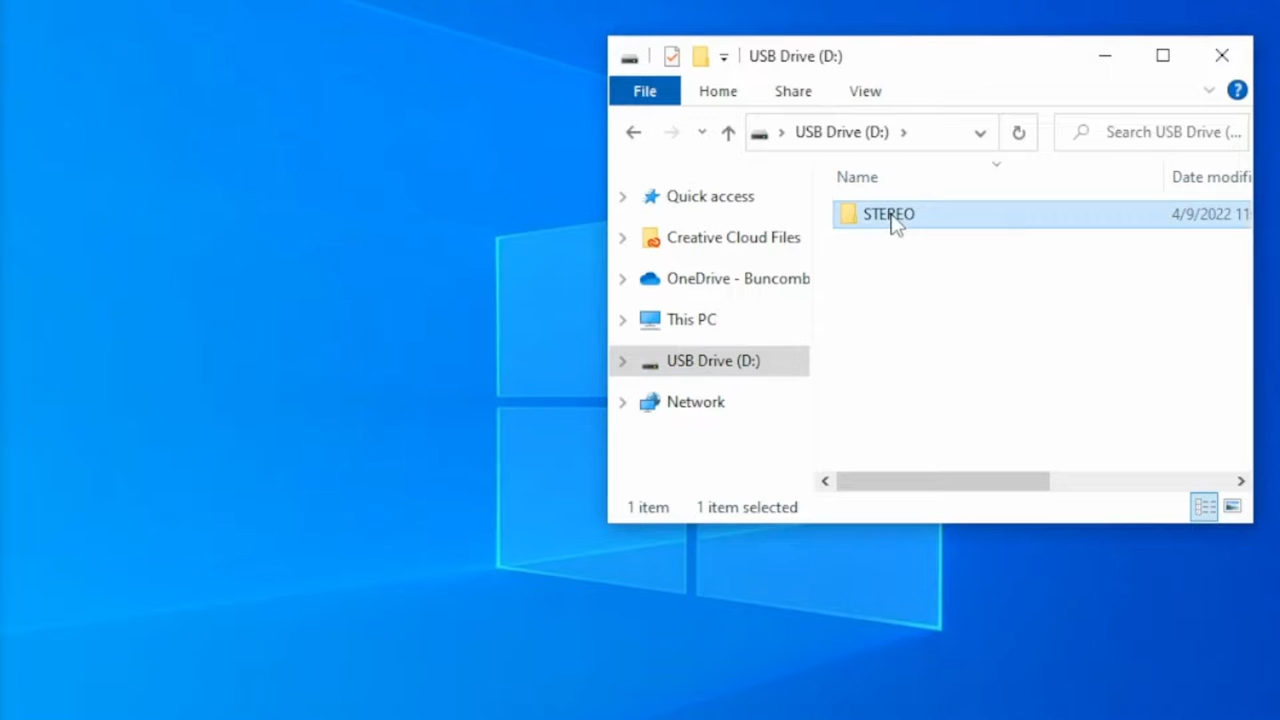 USB Drive (D:)
File Home Share View
USB Drive (D:) Search USB Drive (...
Name Date modifi
STEREO 4/9/2022 11:
Quick access
Creative Cloud Files
OneDrive - Buncomb
This PC
USB Drive (D:)
Network
1 item 1 item selected